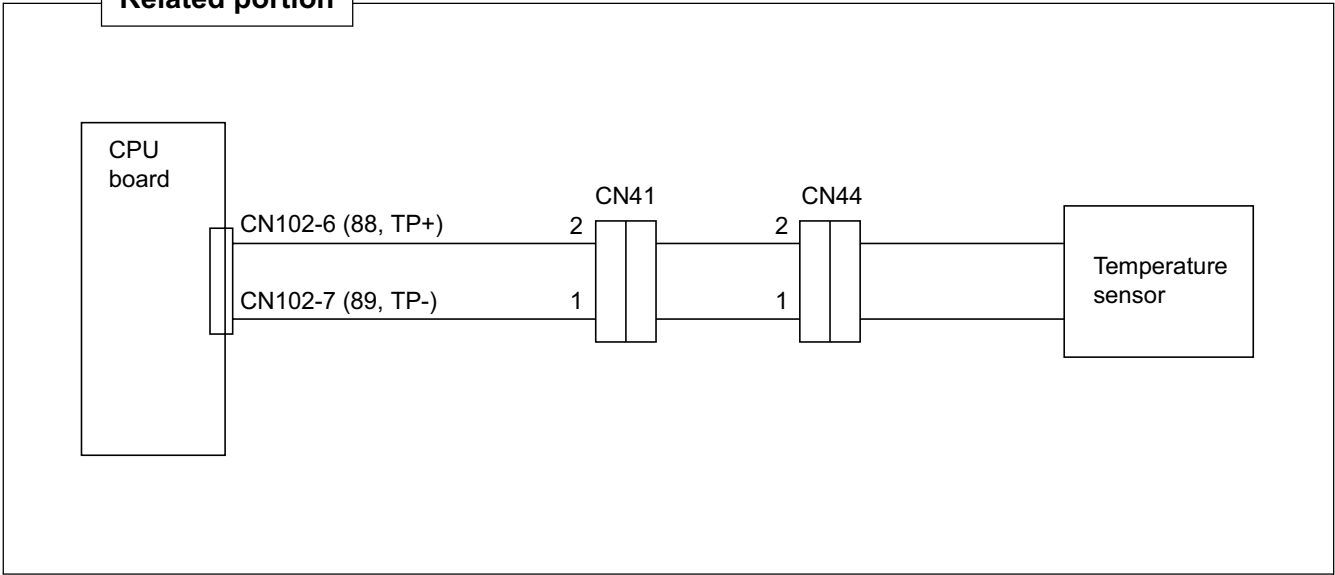 Related portion
CPU
board
CN41
CN44
CN102-6 (88, TP+)
2
2
CN102-7 (89, TP-)
1
1
Temperature
sensor